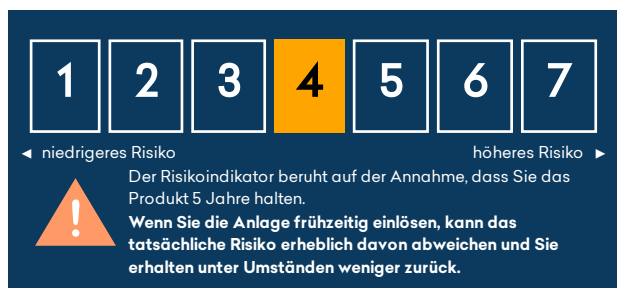 1 2 3 4 5 6 7
◄ niedrigeres Risiko höheres Risiko ►
Der Risikoindikator beruht auf der Annahme, dass Sie das
Produkt 5 Jahre halten.
Wenn Sie die Anlage frühzeitig einlösen, kann das
tatsächliche Risiko erheblich davon abweichen und Sie
erhalten unter Umständen weniger zurück.